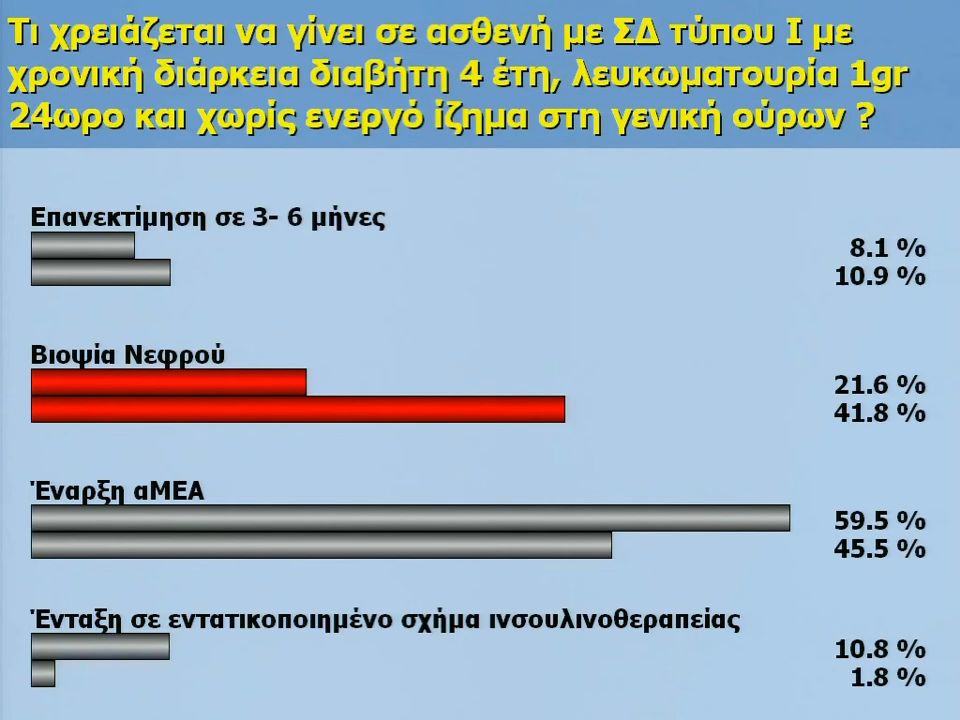 Τι χρειάζεται να γίνει σε ασθενή με ΣΔ τύπου Ι με
χρονική διάρκεια διαβήτη 4 έτη, λευκωματουρία 1gr
24ωρο και χωρίς ενεργό ίζημα στη γενική ούρων ?
Επανεκτίμηση σε 3- 6 μήνες
8.1 %
10.9 %
Βιοψία Νεφρού
21.6 %
41.8 %
Έναρξη αΜΕΑ
59.5 %
45.5 %
Ένταξη σε εντατικοποιημένο σχήμα ινσουλινοθεραπείας
10.8 %
1.8 %